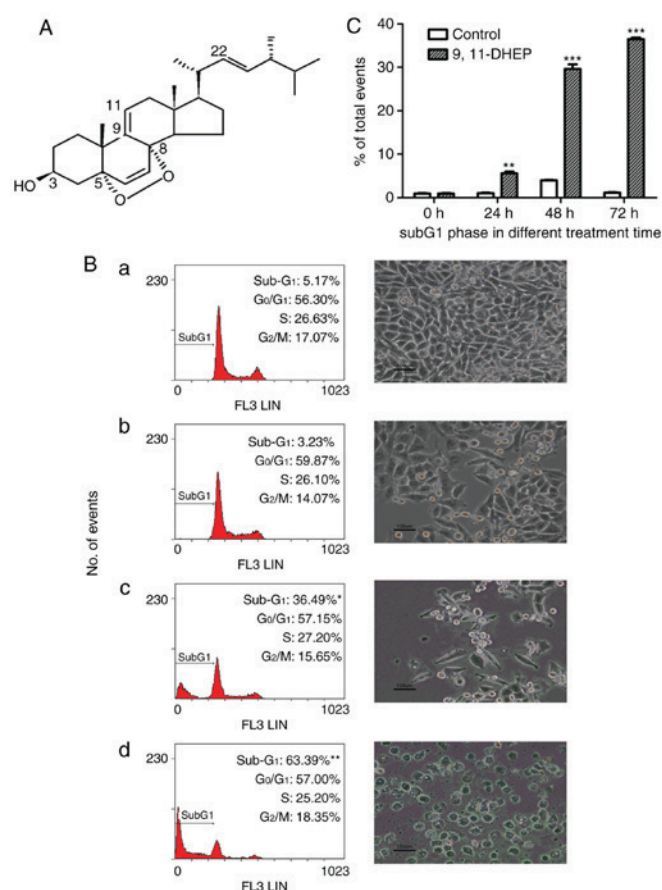 A
22
11
9
8
HO
3
5
O
O
C
Control
9, 11-DHEP
% of total events
40
30
20
10
0
**
***
***
0 h 24 h 48 h 72 h
subG1 phase in different treatment time
B
No. of events
a
230
Sub-G1: 5.17%
G0/G1: 56.30%
S: 26.63%
G2/M: 17.07%
SubG1
0 1023
FL3 LIN
b
230
Sub-G1: 3.23%
G0/G1: 59.87%
S: 26.10%
G2/M: 14.07%
SubG1
0 1023
FL3 LIN
c
230
Sub-G1: 36.49%*
G0/G1: 57.15%
S: 27.20%
G2/M: 15.65%
SubG1
0 1023
FL3 LIN
d
230
Sub-G1: 63.39%**
G0/G1: 57.00%
S: 25.20%
G2/M: 18.35%
SubG1
0 1023
FL3 LIN